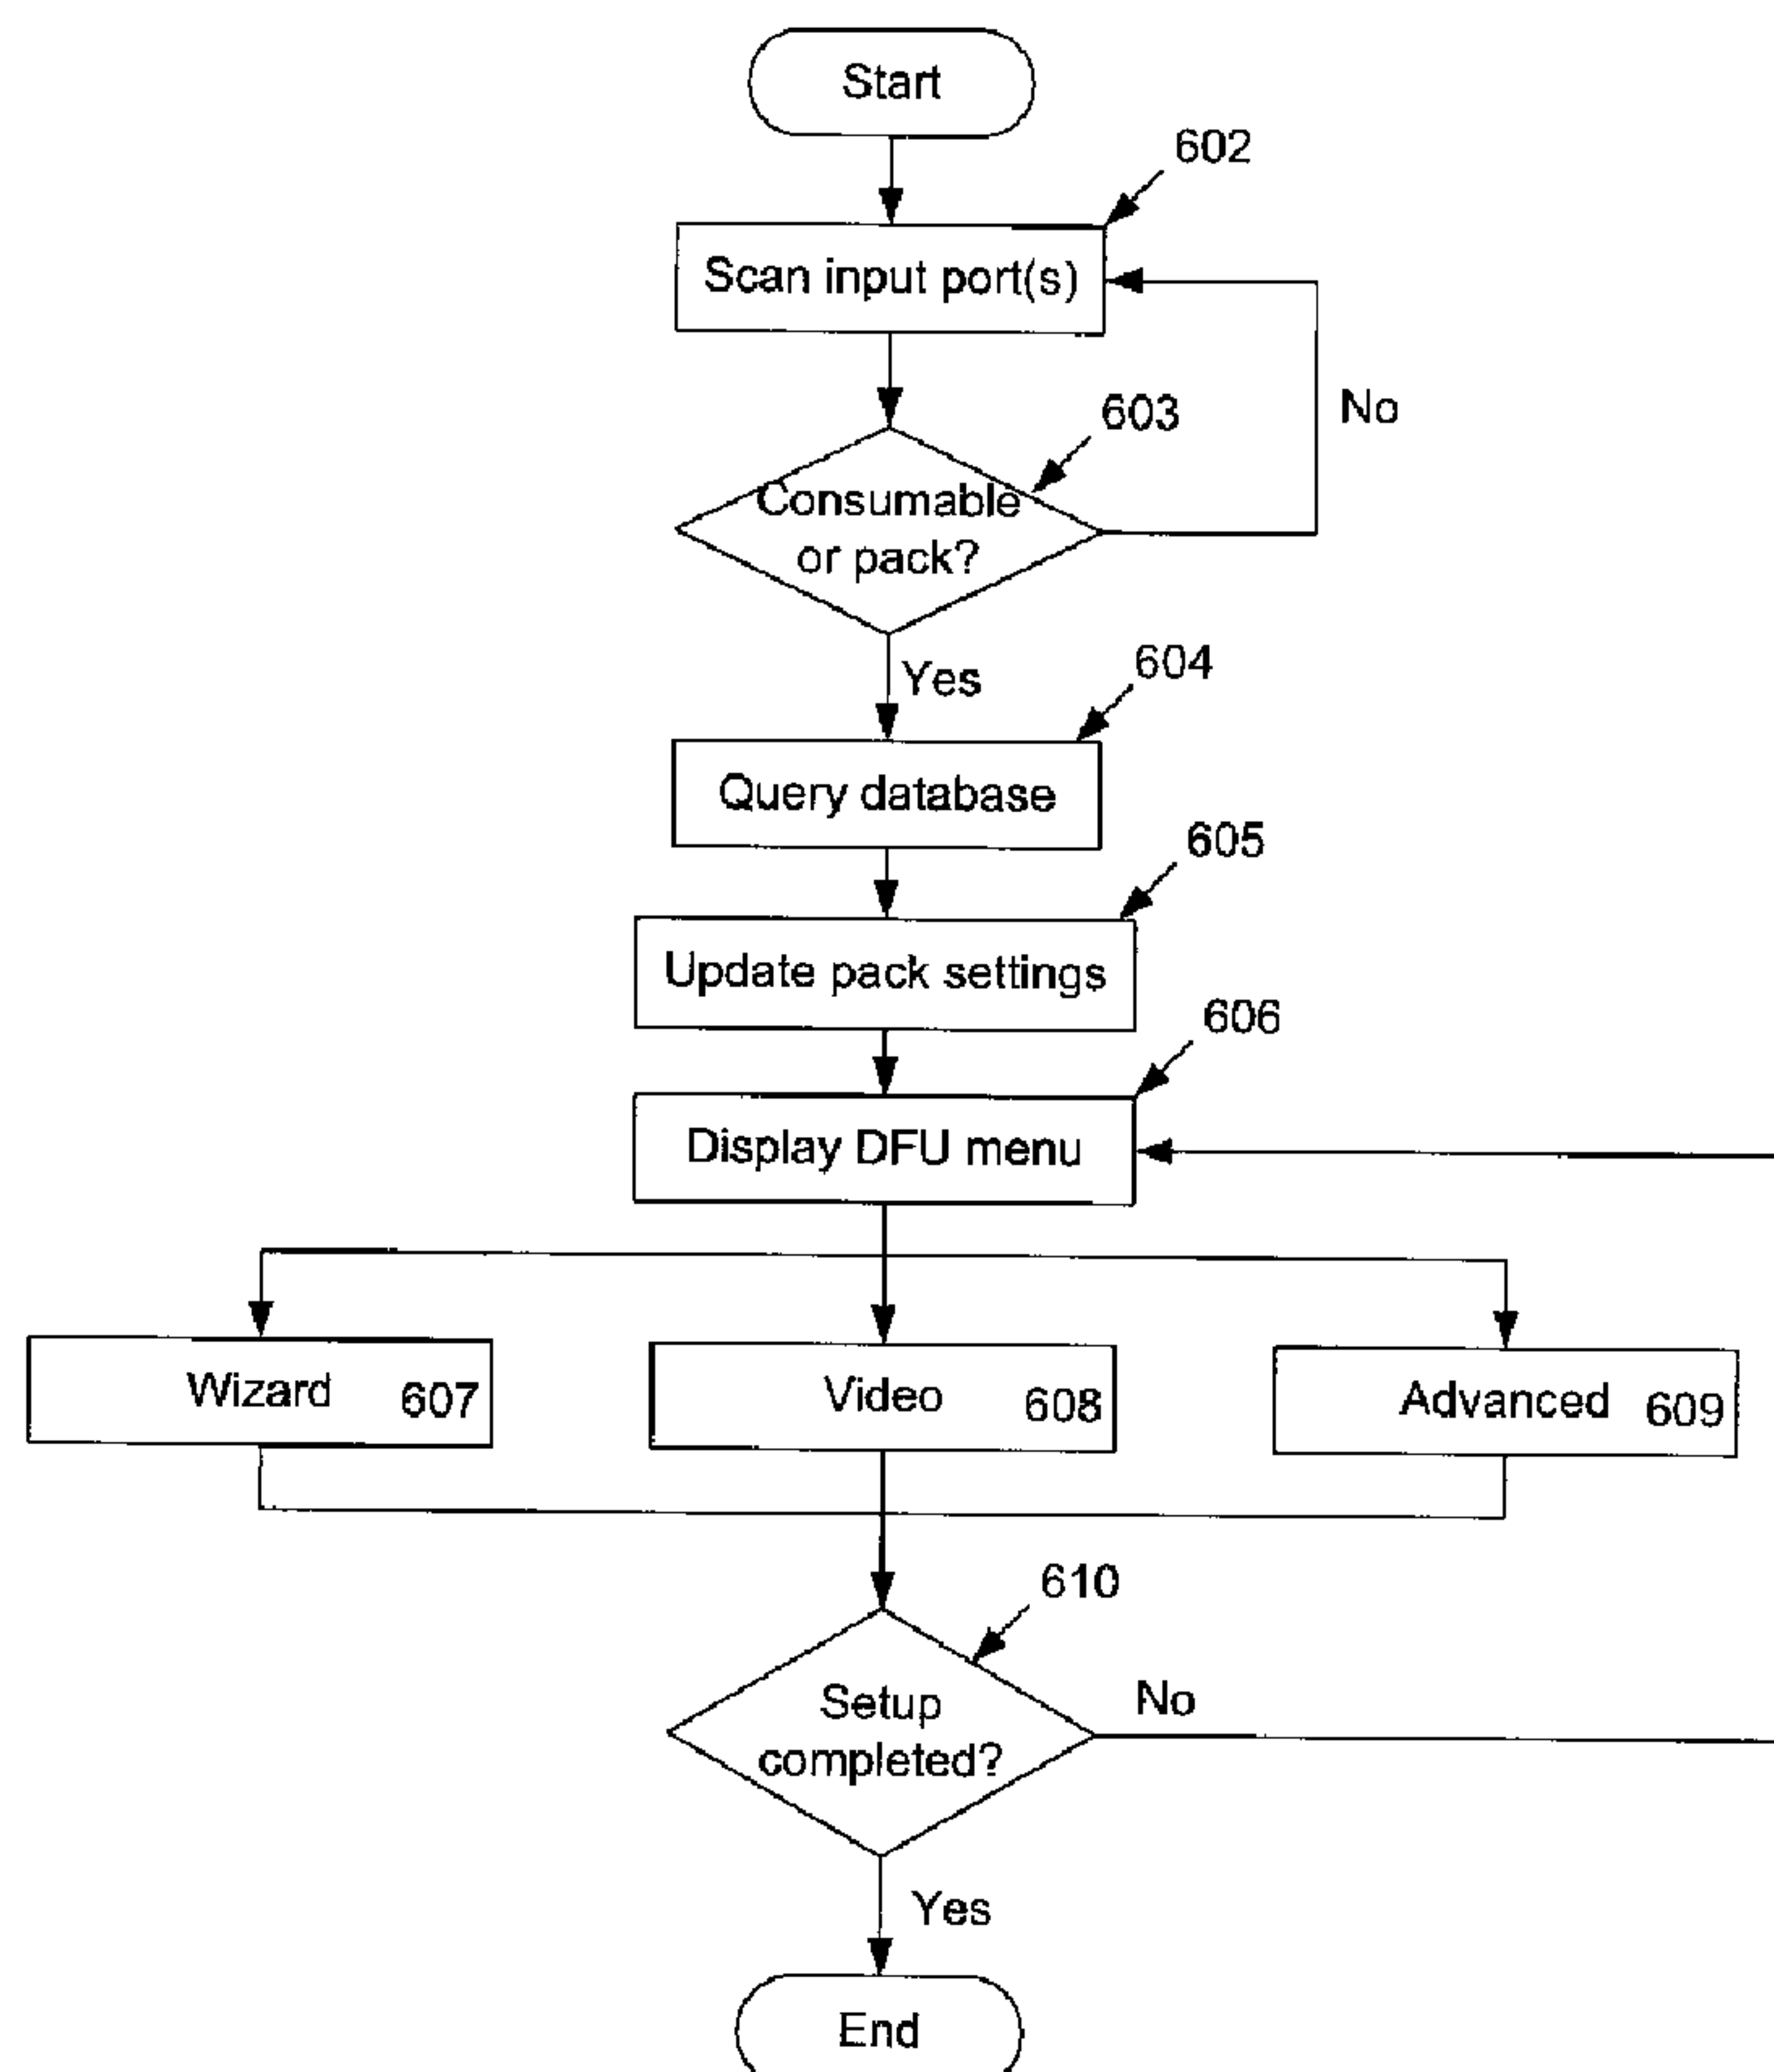 Start
602
Scan input port(s)
No
603
Consumable
or pack?
Yes
604
Query database
605
Update pack settings
606
Display DFU menu
Wizard 607
Video 608
Advanced 609
610
Setup
completed?
No
Yes
End